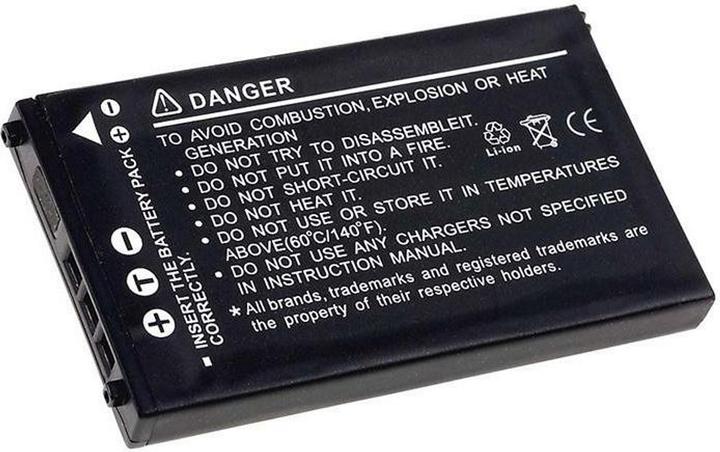 ⚠ DANGER
TO AVOID COMBUSTION,EXPLOSION OR HEAT
GENERATION
• DO NOT TRY TO DISASSEMBLEIT.
• DO NOT PUT IT INTO A FIRE.
• DO NOT SHORT-CIRCUIT IT.
• DO NOT HEAT IT.
• DO NOT USE OR STORE IT IN TEMPERATURES
ABOVE(60°C/140°F).
• DO NOT USE ANY CHARGERS NOT SPECIFIED
IN INSTRUCTION MANUAL.
* All brands, trademarks and registered trademarks are
the property of their respective holders.
Li-ion
CE
▪ INSERT THE BATTERY PACK ⊕ ⊖
CORRECTLY.
+ T −